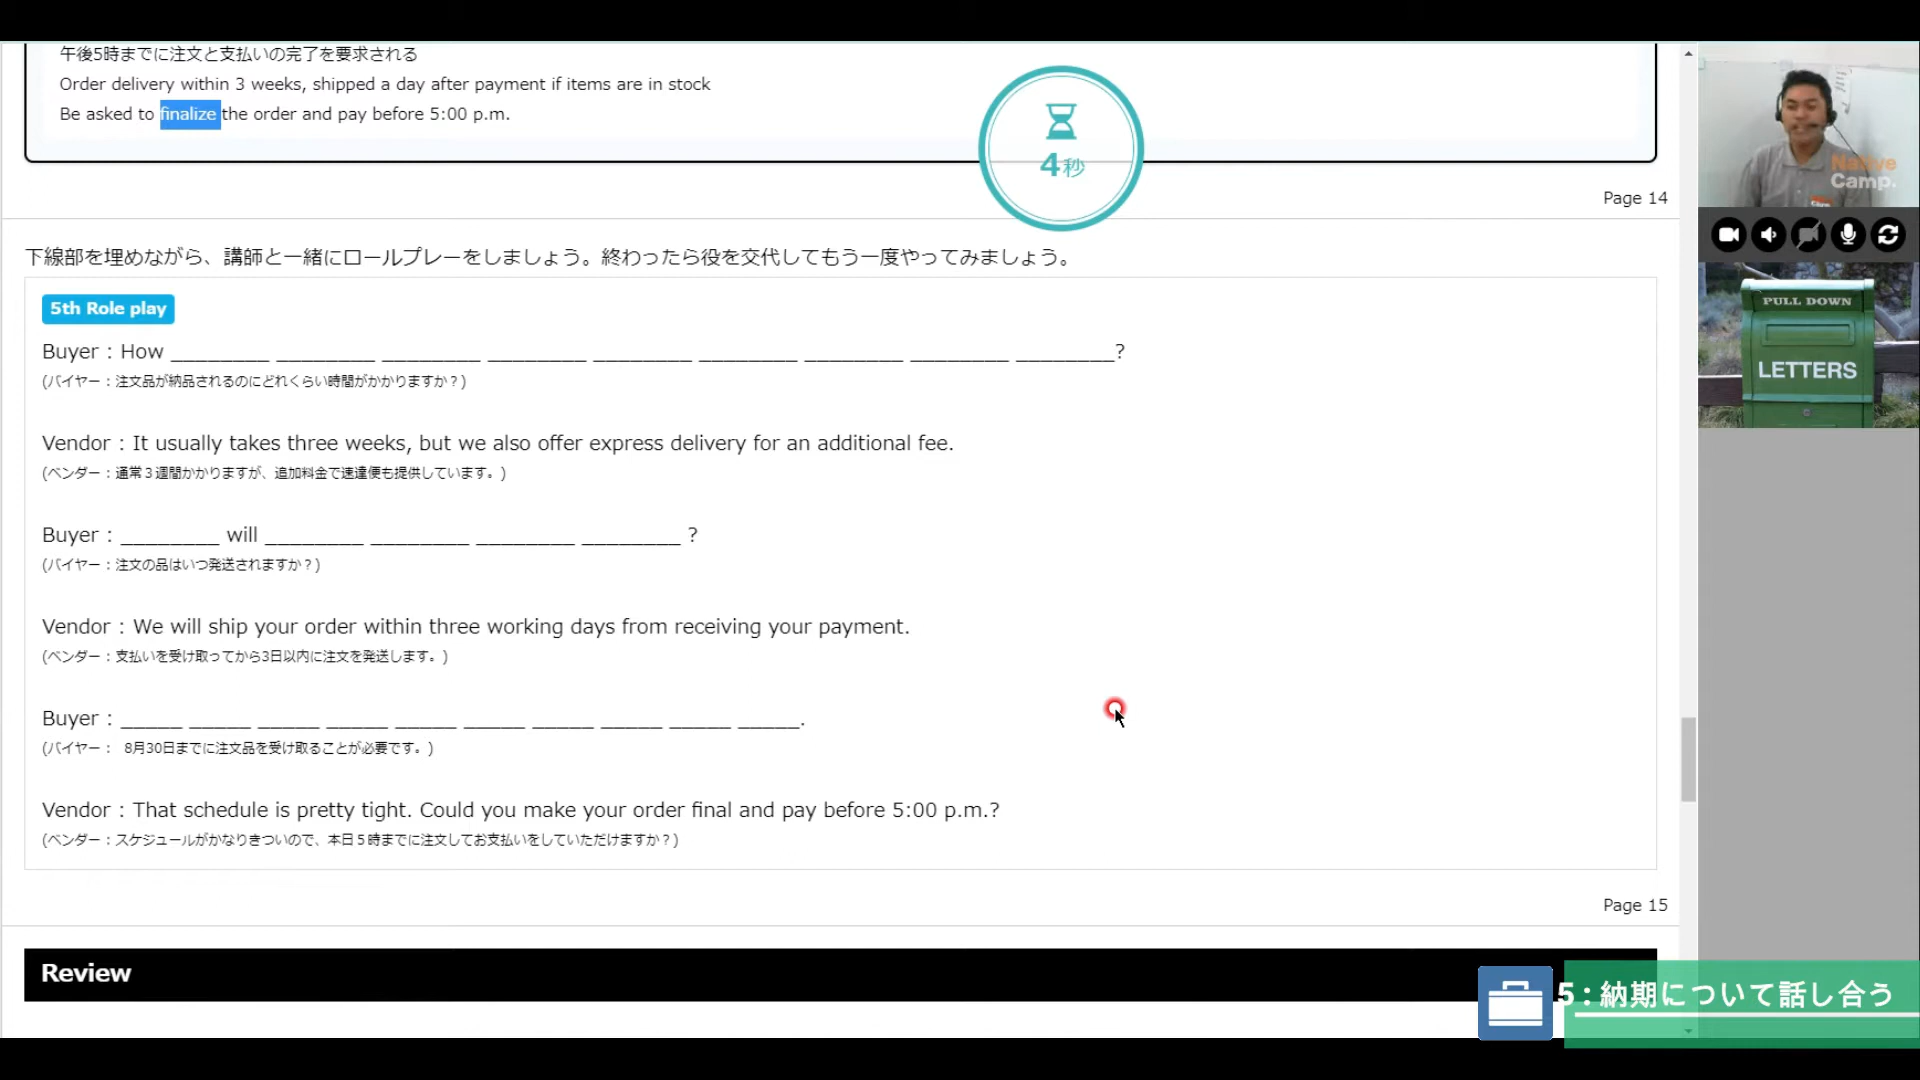 午後5時までに注文と支払いの完了を要求される
Order delivery within 3 weeks, shipped a day after payment if items are in stock
Be asked to finalize the order and pay before 5:00 p.m.
4秒
Page 14
Native
Camp.
下線部を埋めながら、講師と一緒にロールプレーをしましょう。終わったら役を交代してもう一度やってみましょう。
5th Role play
Buyer : How ________ ________ ________ ________ ________ ________ ________ ________ ________?
(バイヤー：注文品が納品されるのにどれくらい時間がかかりますか？)
Vendor : It usually takes three weeks, but we also offer express delivery for an additional fee.
(ベンダー：通常３週間かかりますが、追加料金で速達便も提供しています。)
Buyer : ________ will ________ ________ ________ ________ ?
(バイヤー：注文の品はいつ発送されますか？)
Vendor : We will ship your order within three working days from receiving your payment.
(ベンダー：支払いを受け取ってから3日以内に注文を発送します。)
Buyer : _____ _____ _____ _____ _____ _____ _____ _____ _____ _____.
(バイヤー： 8月30日までに注文品を受け取ることが必要です。)
Vendor : That schedule is pretty tight. Could you make your order final and pay before 5:00 p.m.?
(ベンダー：スケジュールがかなりきついので、本日５時までに注文してお支払いをしていただけますか？)
PULL DOWN
LETTERS
Page 15
Review
5：納期について話し合う